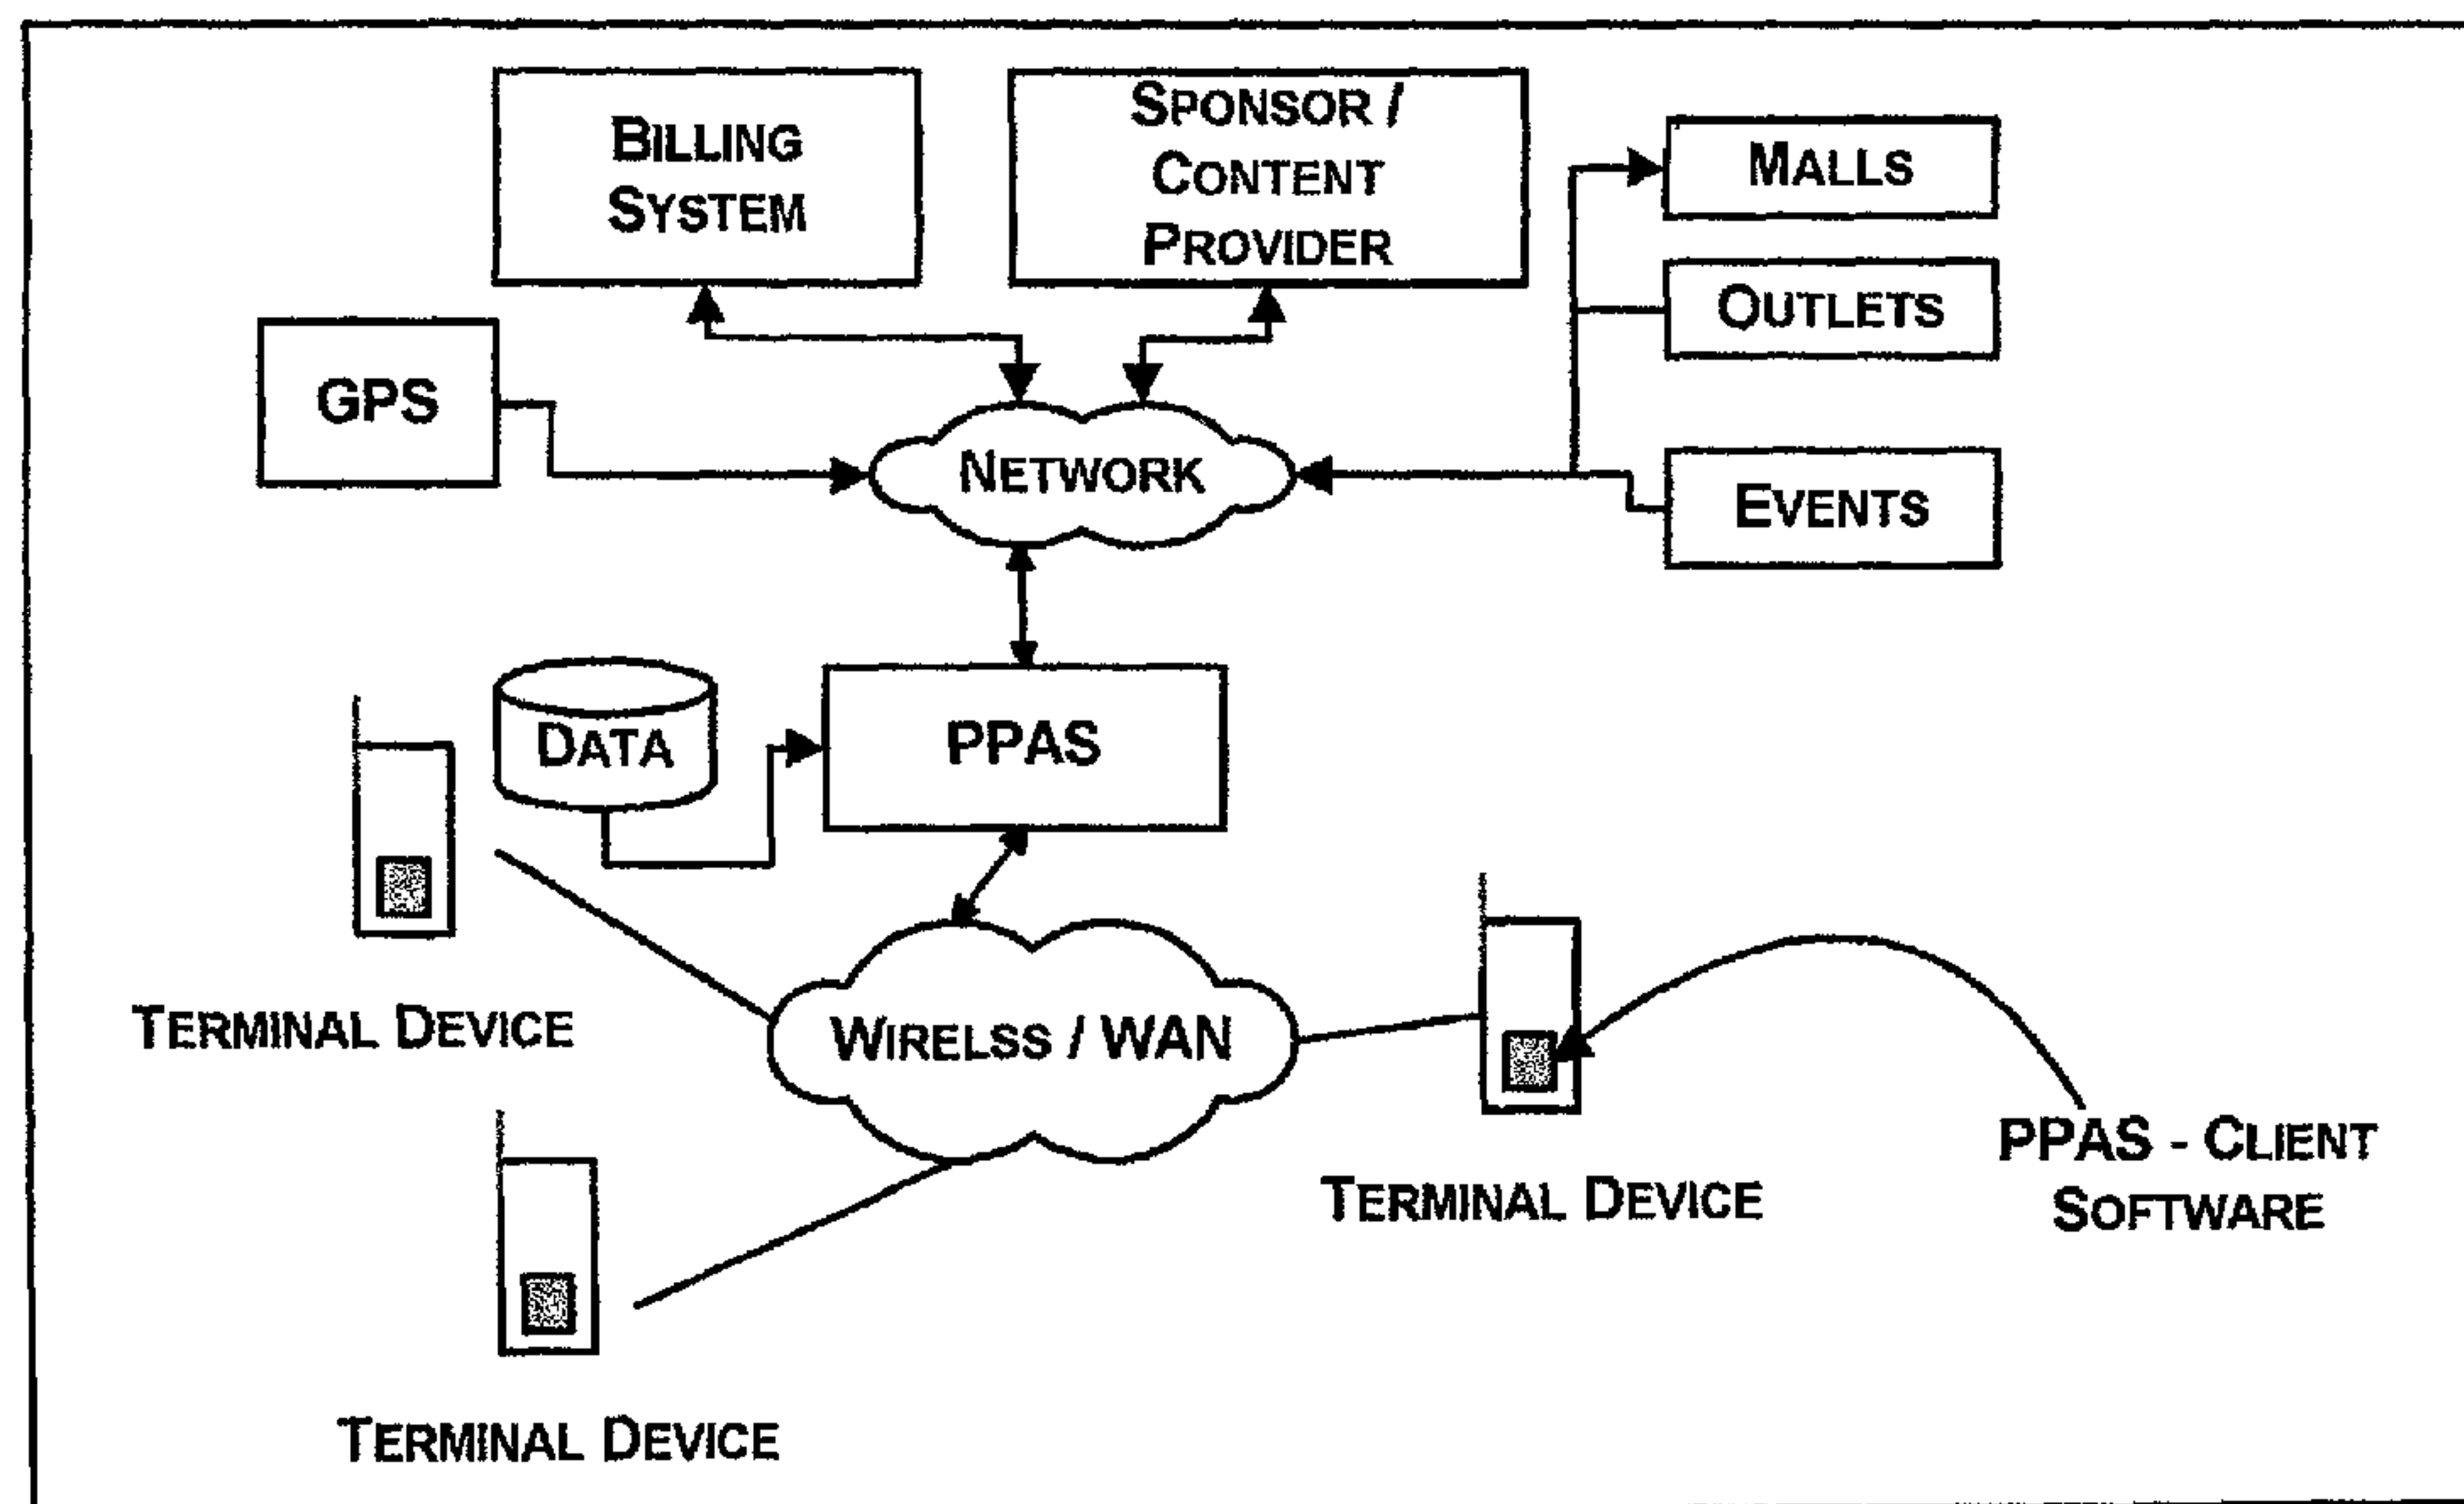 BILLING
SYSTEM
SPONSOR /
CONTENT
PROVIDER
MALLS
OUTLETS
GPS
NETWORK
EVENTS
DATA
PPAS
TERMINAL DEVICE
WIRELSS / WAN
TERMINAL DEVICE
PPAS - CLIENT
SOFTWARE
TERMINAL DEVICE